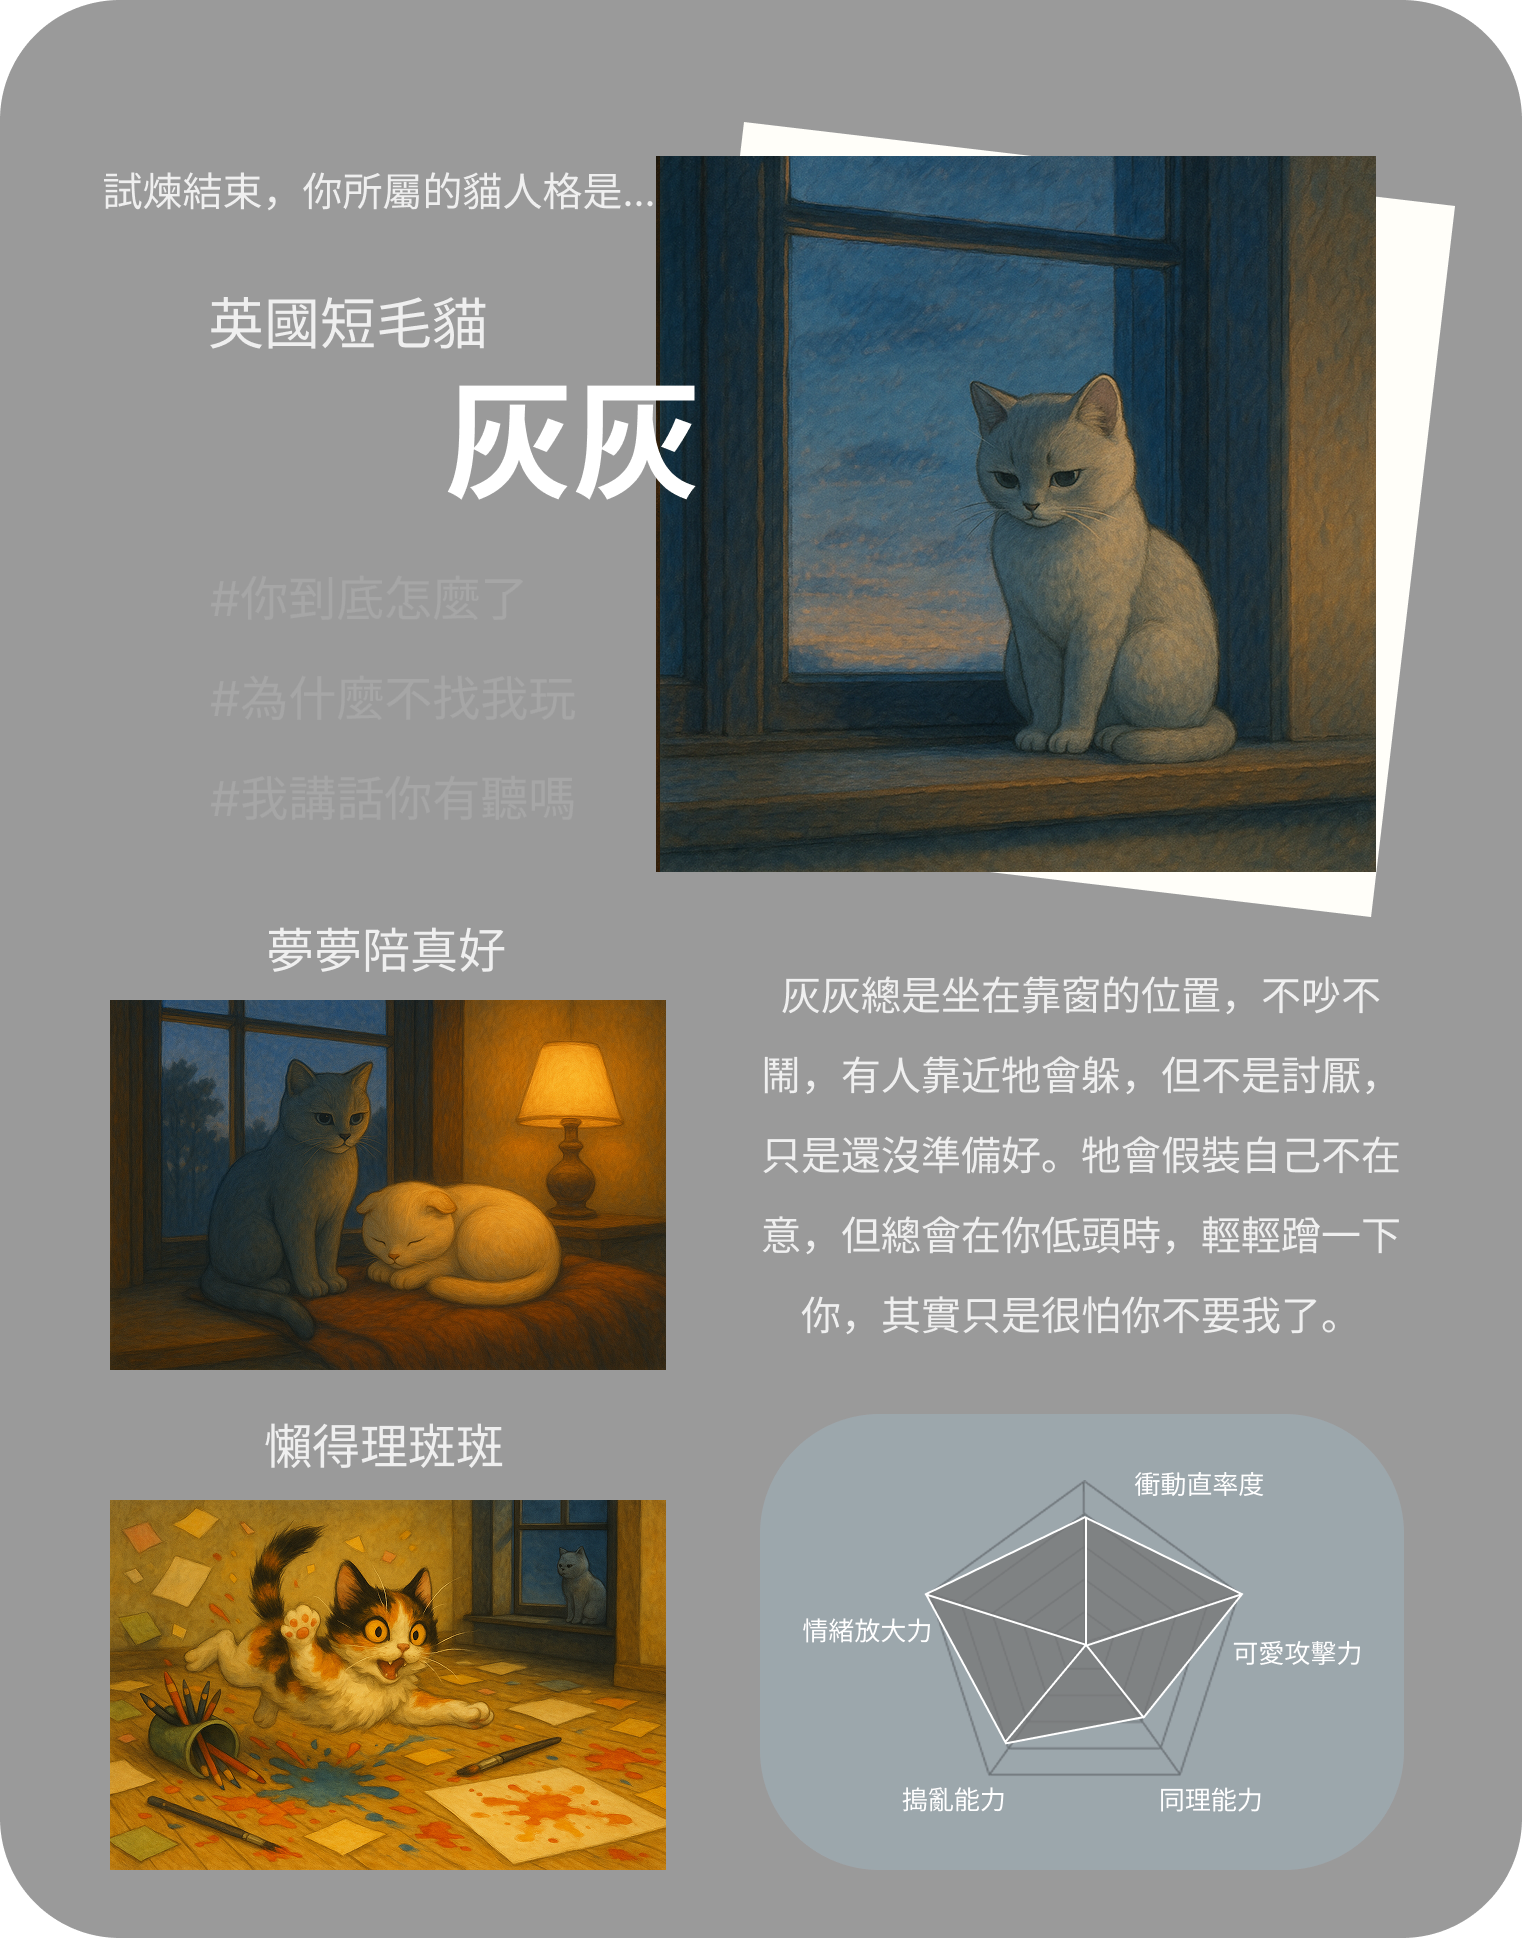 試煉結束，你所屬的貓人格是...
英國短毛貓
灰灰
#你到底怎麼了
#為什麼不找我玩
#我講話你有聽嗎
夢夢陪真好
灰灰總是坐在靠窗的位置，不吵不
鬧，有人靠近牠會躲，但不是討厭，
只是還沒準備好。牠會假裝自己不在
意，但總會在你低頭時，輕輕蹭一下
你，其實只是很怕你不要我了。
懶得理斑斑
衝動直率度
情緒放大力
可愛攻擊力
搗亂能力
同理能力